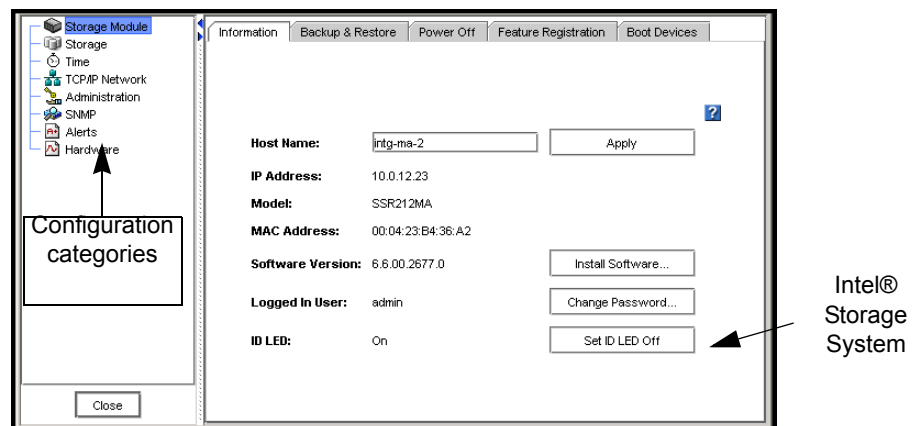 Storage Module
Storage
Time
TCP/IP Network
Administration
SNMP
Alerts
Hardware
Configuration
categories
Close
Information Backup & Restore Power Off Feature Registration Boot Devices
?
Host Name: intg-ma-2 Apply
IP Address: 10.0.12.23
Model: SSR212MA
MAC Address: 00:04:23:B4:36:A2
Software Version: 6.6.00.2677.0 Install Software...
Logged In User: admin Change Password...
ID LED: On Set ID LED Off
Intel®
Storage
System